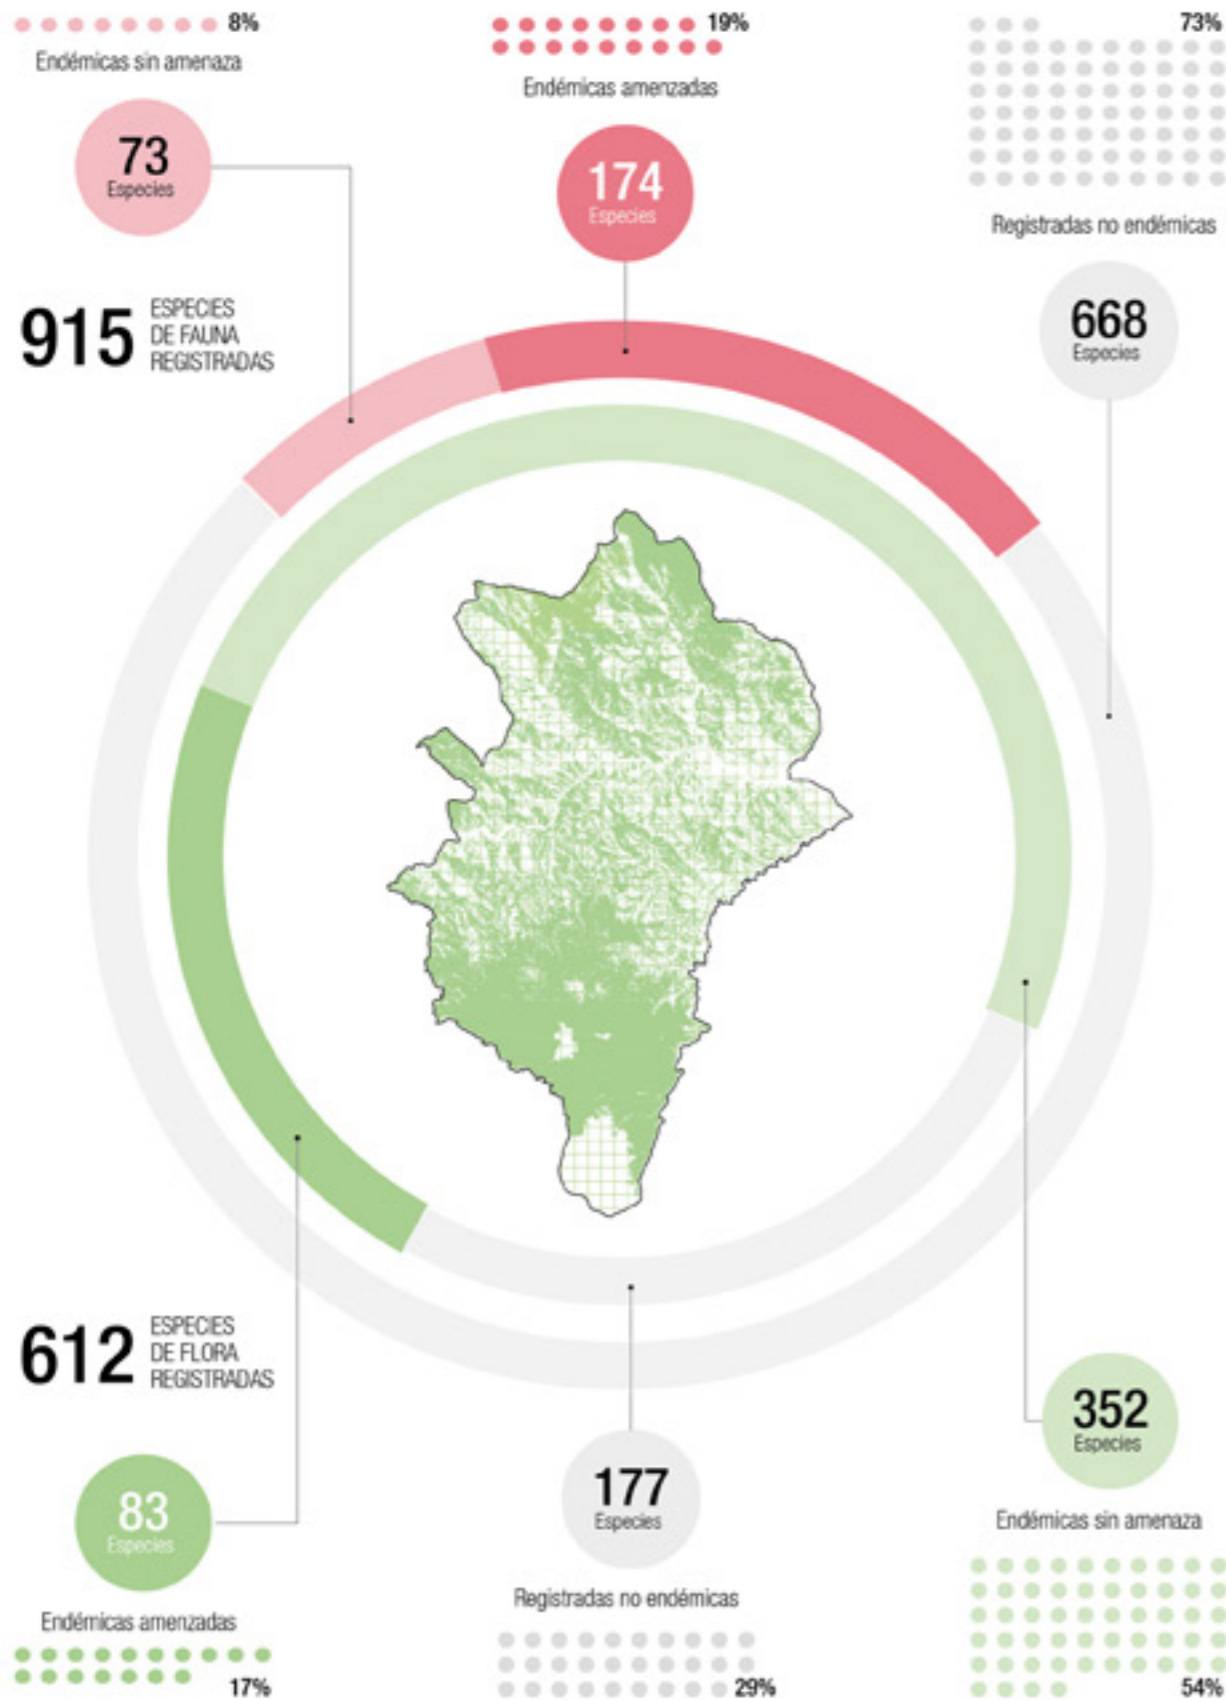 8%
Endémicas sin amenaza
73
Especies
19%
Endémicas amenzadas
174
Especies
73%
Registradas no endémicas
668
Especies
915
ESPECIES
DE FAUNA
REGISTRADAS
612
ESPECIES
DE FLORA
REGISTRADAS
83
Especies
Endémicas amenzadas
17%
177
Especies
Registradas no endémicas
29%
352
Especies
Endémicas sin amenaza
54%